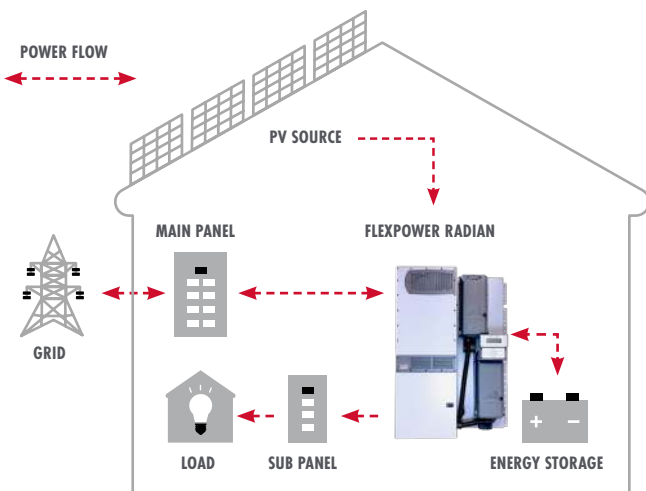 POWER FLOW
PV SOURCE
MAIN PANEL
FLEXPOWER RADIAN
GRID
LOAD
SUB PANEL
ENERGY STORAGE
+ −